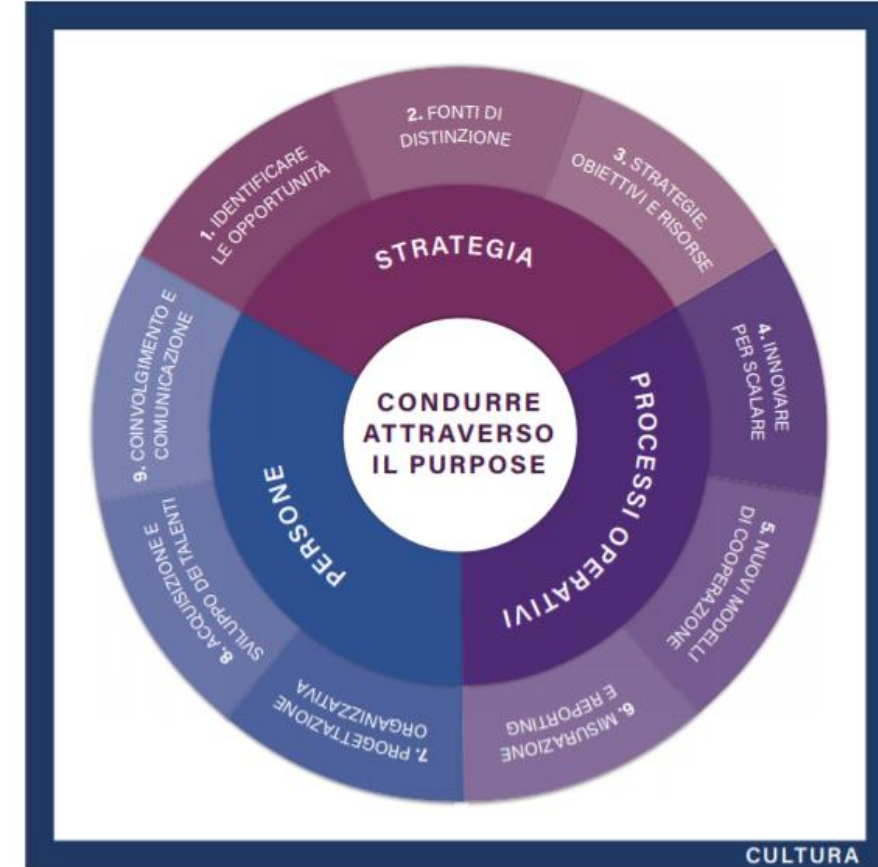 1. IDENTIFICARE
LE OPPORTUNITÀ
2. FONTI DI
DISTINZIONE
3. STRATEGIE,
OBIETTIVI E RISORSE
STRATEGIA
4. INNOVARE
PER SCALARE
5. NUOVI MODELLI
DI COOPERAZIONE
6. MISURAZIONE
E REPORTING
PROCESSI OPERATIVI
7. PROGETTAZIONE
ORGANIZZATIVA
8. ACQUISIZIONE E
SVILUPPO DEI TALENTI
9. COINVOLGIMENTO E
COMUNICAZIONE
PERSONE
CONDURRE
ATTRAVERSO
IL PURPOSE
CULTURA